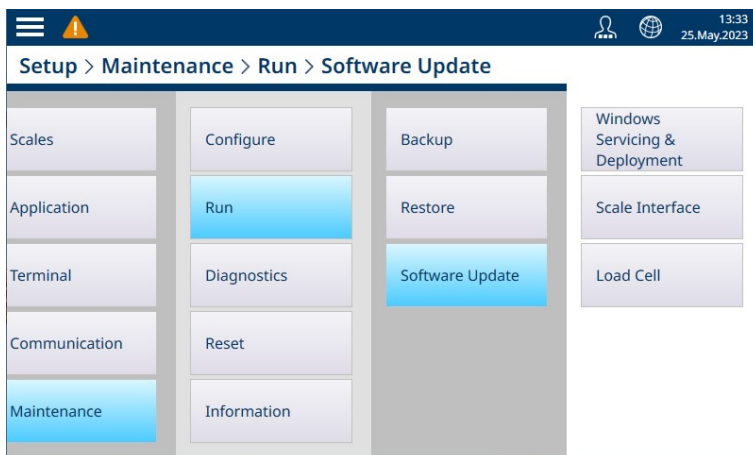 13:33
25.May.2023
Setup > Maintenance > Run > Software Update
Scales
Application
Terminal
Communication
Maintenance
Configure
Run
Diagnostics
Reset
Information
Backup
Restore
Software Update
Windows
Servicing &
Deployment
Scale Interface
Load Cell